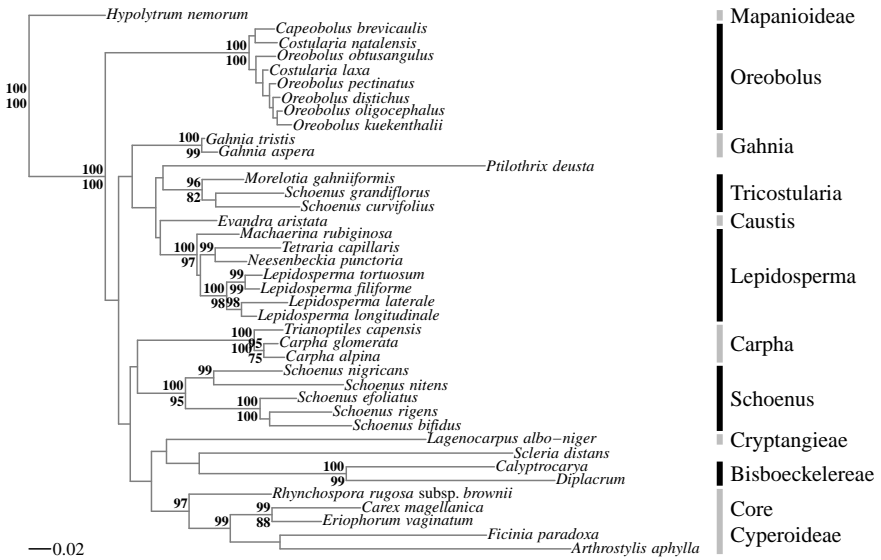 Hypolytrum nemorum
Mapanioideae
Capeobolus brevicaulis
Costularia natalensis
100
100
Oreobolus obtusangulus
Costularia laxa
Oreobolus
Oreobolus pectinatus
100
100
Oreobolus distichus
Oreobolus oligocephalus
Oreobolus kuekenthalii
100
99
Gahnia tristis
Gahnia aspera
Gahnia
100
100
Ptilothrix deusta
96
82
Morelotia gahniiformis
Schoenus grandiflorus
Schoenus curvifolius
Tricostularia
Evandra aristata
Caustis
Machaerina rubiginosa
100
97
99
Tetraria capillaris
Neesenbeckia punctoria
99
99
Lepidosperma tortuosum
Lepidosperma
100
98
Lepidosperma filiforme
98
Lepidosperma laterale
Lepidosperma longitudinale
100
100
Trianoptiles capensis
95
75
Carpha glomerata
Carpha
Carpha alpina
99
Schoenus nigricans
100
95
Schoenus nitens
100
100
Schoenus efoliatus
Schoenus
Schoenus rigens
Schoenus bifidus
Lagenocarpus albo−niger
Cryptangieae
Scleria distans
100
99
Calyptrocarya
Diplacrum
Bisboeckelereae
97
Rhynchospora rugosa subsp. brownii
99
88
Carex magellanica
Core
Cyperoideae
99
Eriophorum vaginatum
Ficinia paradoxa
Arthrostylis aphylla
0.02